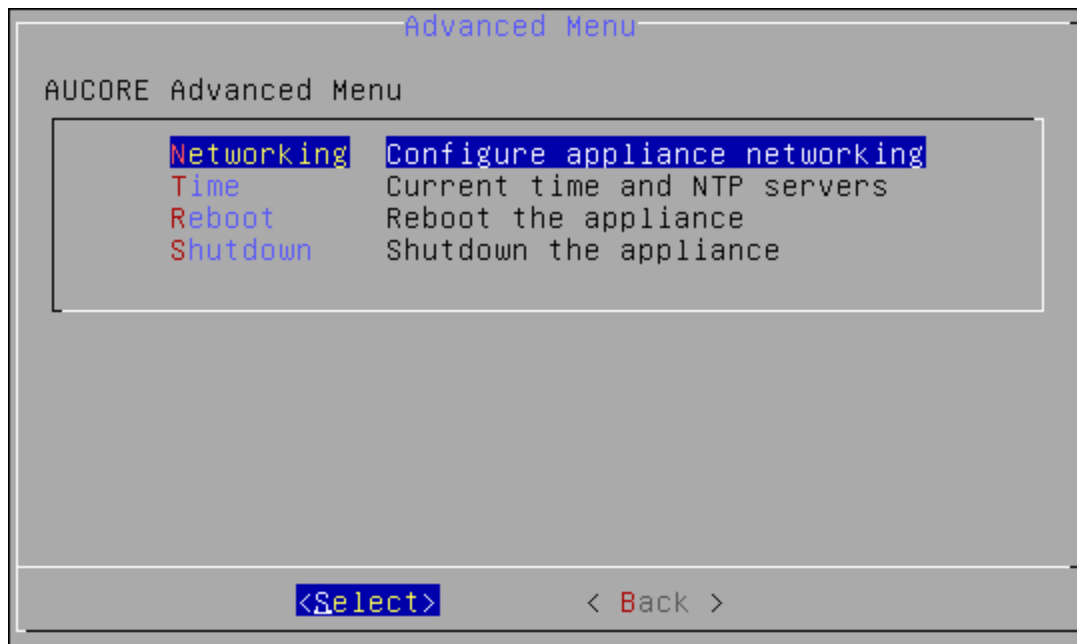 Advanced Menu
AUCORE Advanced Menu
Networking Configure appliance networking
Time Current time and NTP servers
Reboot Reboot the appliance
Shutdown Shutdown the appliance
<Select> < Back >